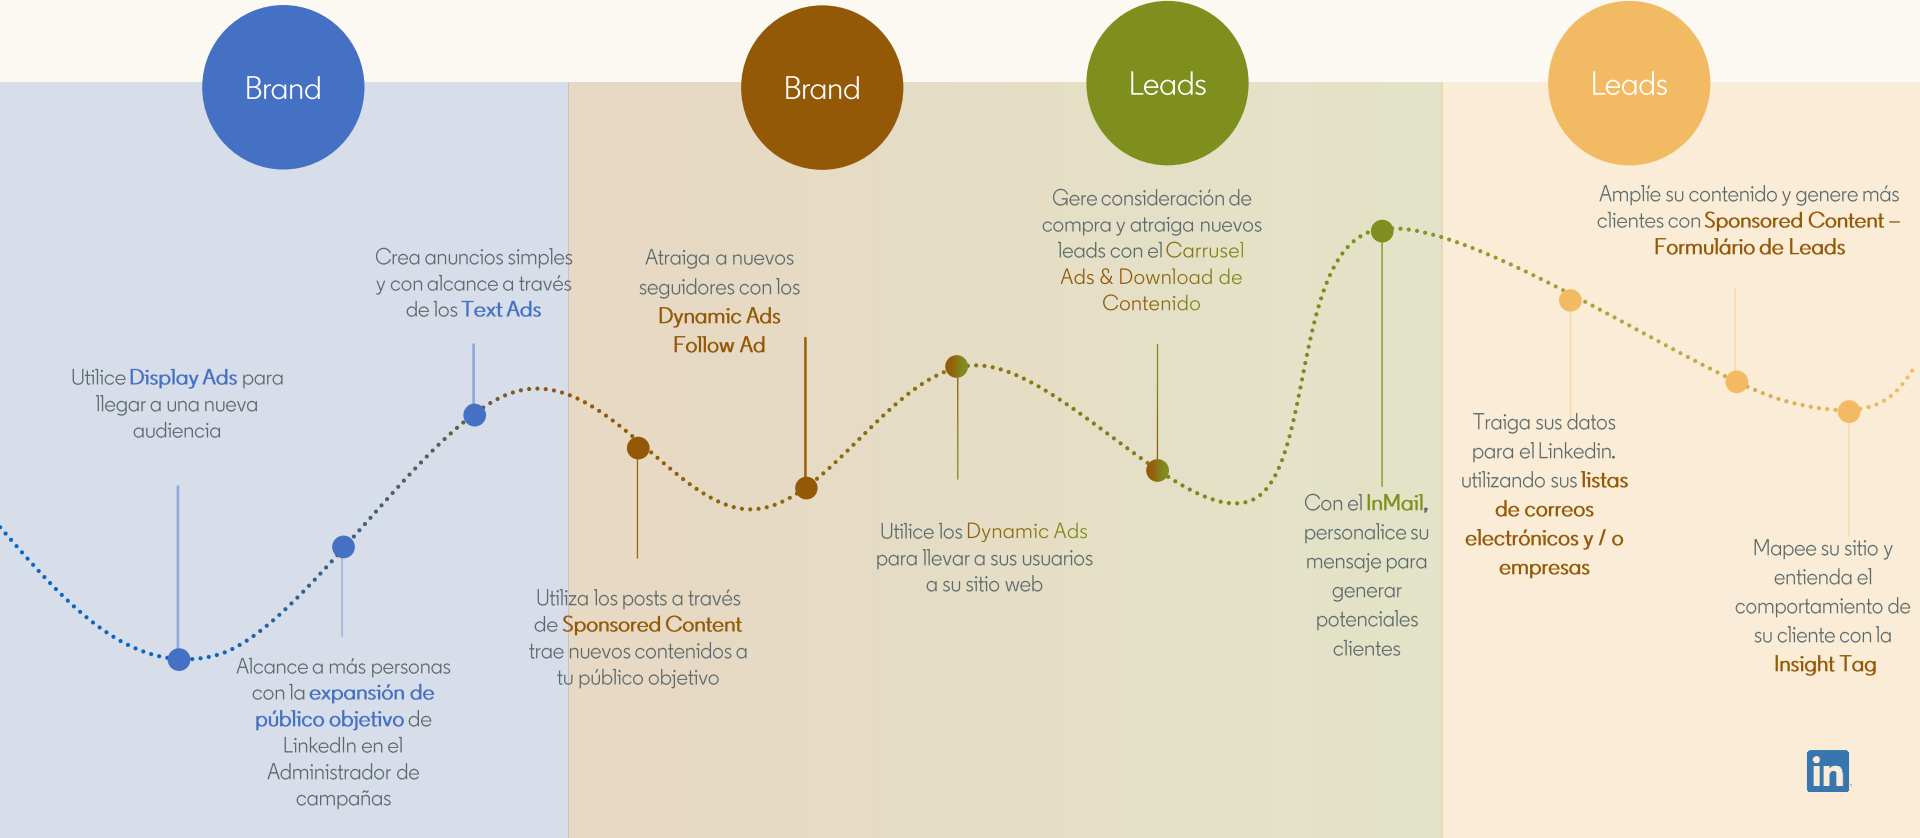 Brand
Brand
Leads
Leads
Utilice Display Ads para
llegar a una nueva
audiencia
Alcance a más personas
con la expansión de
público objetivo de
LinkedIn en el
Administrador de
campañas
Crea anuncios simples
y con alcance a través
de los Text Ads
Utiliza los posts a través
de Sponsored Content
trae nuevos contenidos a
tu público objetivo
Atraiga a nuevos
seguidores con los
Dynamic Ads
Follow Ad
Utilice los Dynamic Ads
para llevar a sus usuarios
a su sitio web
Gere consideración de
compra y atraiga nuevos
leads con el Carrusel
Ads & Download de
Contenido
Con el InMail,
personalice su
mensaje para
generar
potenciales
clientes
Traiga sus datos
para el Linkedin.
utilizando sus listas
de correos
electrónicos y / o
empresas
Amplíe su contenido y genere más
clientes con Sponsored Content –
Formulário de Leads
Mapee su sitio y
entienda el
comportamiento de
su cliente con la
Insight Tag
in